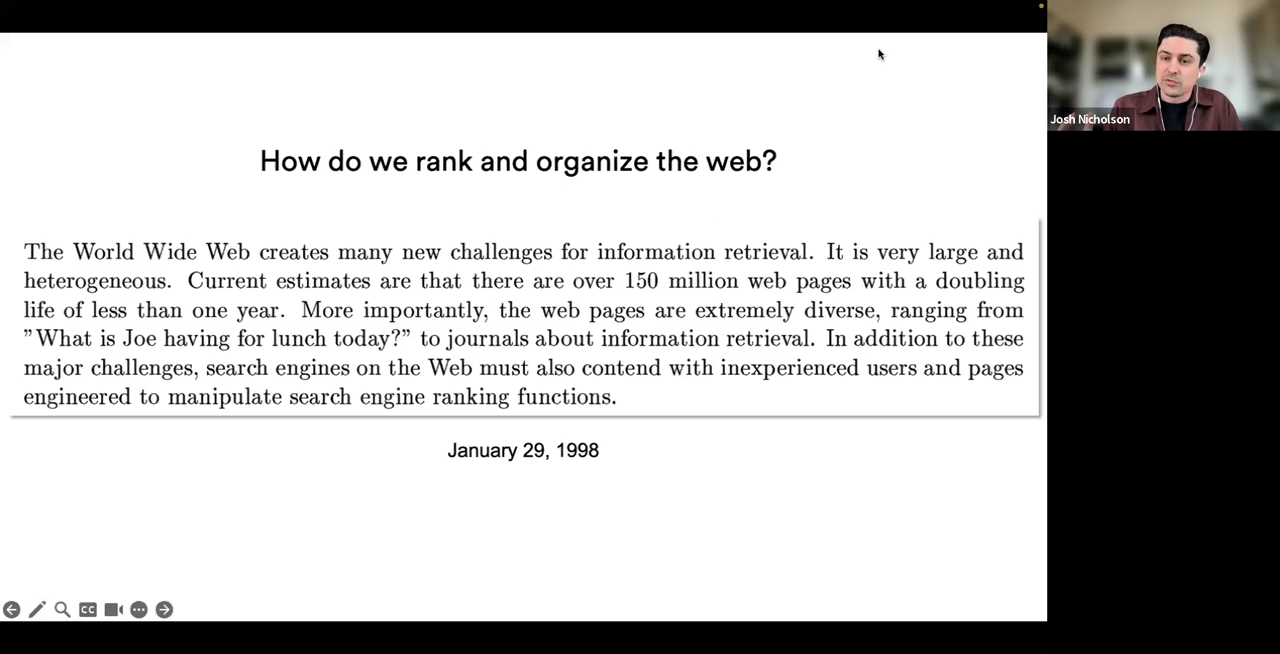 How do we rank and organize the web?
The World Wide Web creates many new challenges for information retrieval. It is very large and
heterogeneous. Current estimates are that there are over 150 million web pages with a doubling
life of less than one year. More importantly, the web pages are extremely diverse, ranging from
”What is Joe having for lunch today?” to journals about information retrieval. In addition to these
major challenges, search engines on the Web must also contend with inexperienced users and pages
engineered to manipulate search engine ranking functions.
January 29, 1998
Josh Nicholson
CC